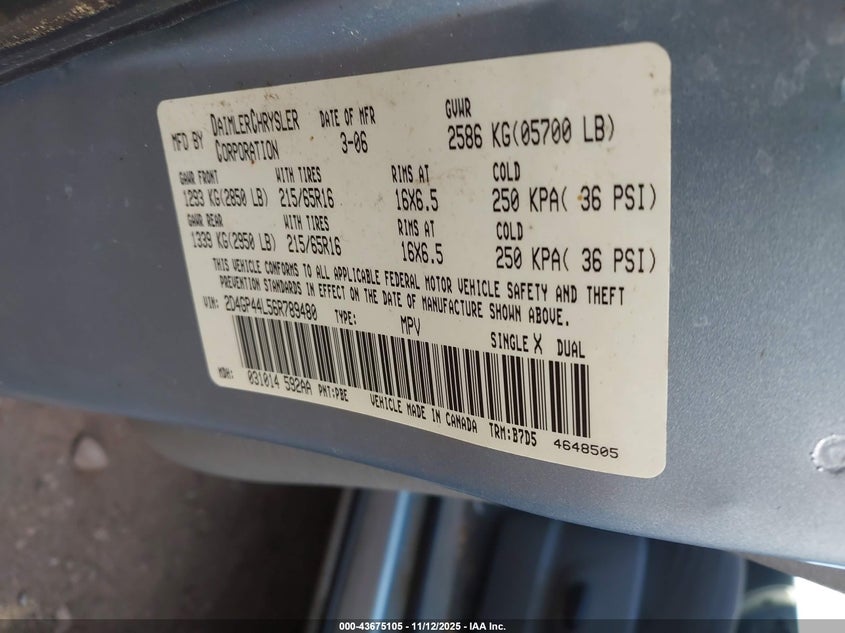 MFD BY DAIMLERCHRYSLER CORPORATION DATE OF MFR 3-06 GVWR 2586 KG(05700 LB)
GAWR FRONT WITH TIRES RIMS AT COLD
1293 KG(2850 LB) 215/65R16 16X6.5 250 KPA( 36 PSI)
GAWR REAR WITH TIRES RIMS AT COLD
1339 KG(2950 LB) 215/65R16 16X6.5 250 KPA( 36 PSI)
THIS VEHICLE CONFORMS TO ALL APPLICABLE FEDERAL MOTOR VEHICLE SAFETY AND THEFT
PREVENTION STANDARDS IN EFFECT ON THE DATE OF MANUFACTURE SHOWN ABOVE.
VIN: 2D4GP44L56R789480 TYPE: MPV SINGLE X DUAL
MDH: 031014 592AA PNT:PBE VEHICLE MADE IN CANADA TRM:B7D5 4648505
000-43675105 - 11/12/2025 - IAA Inc.